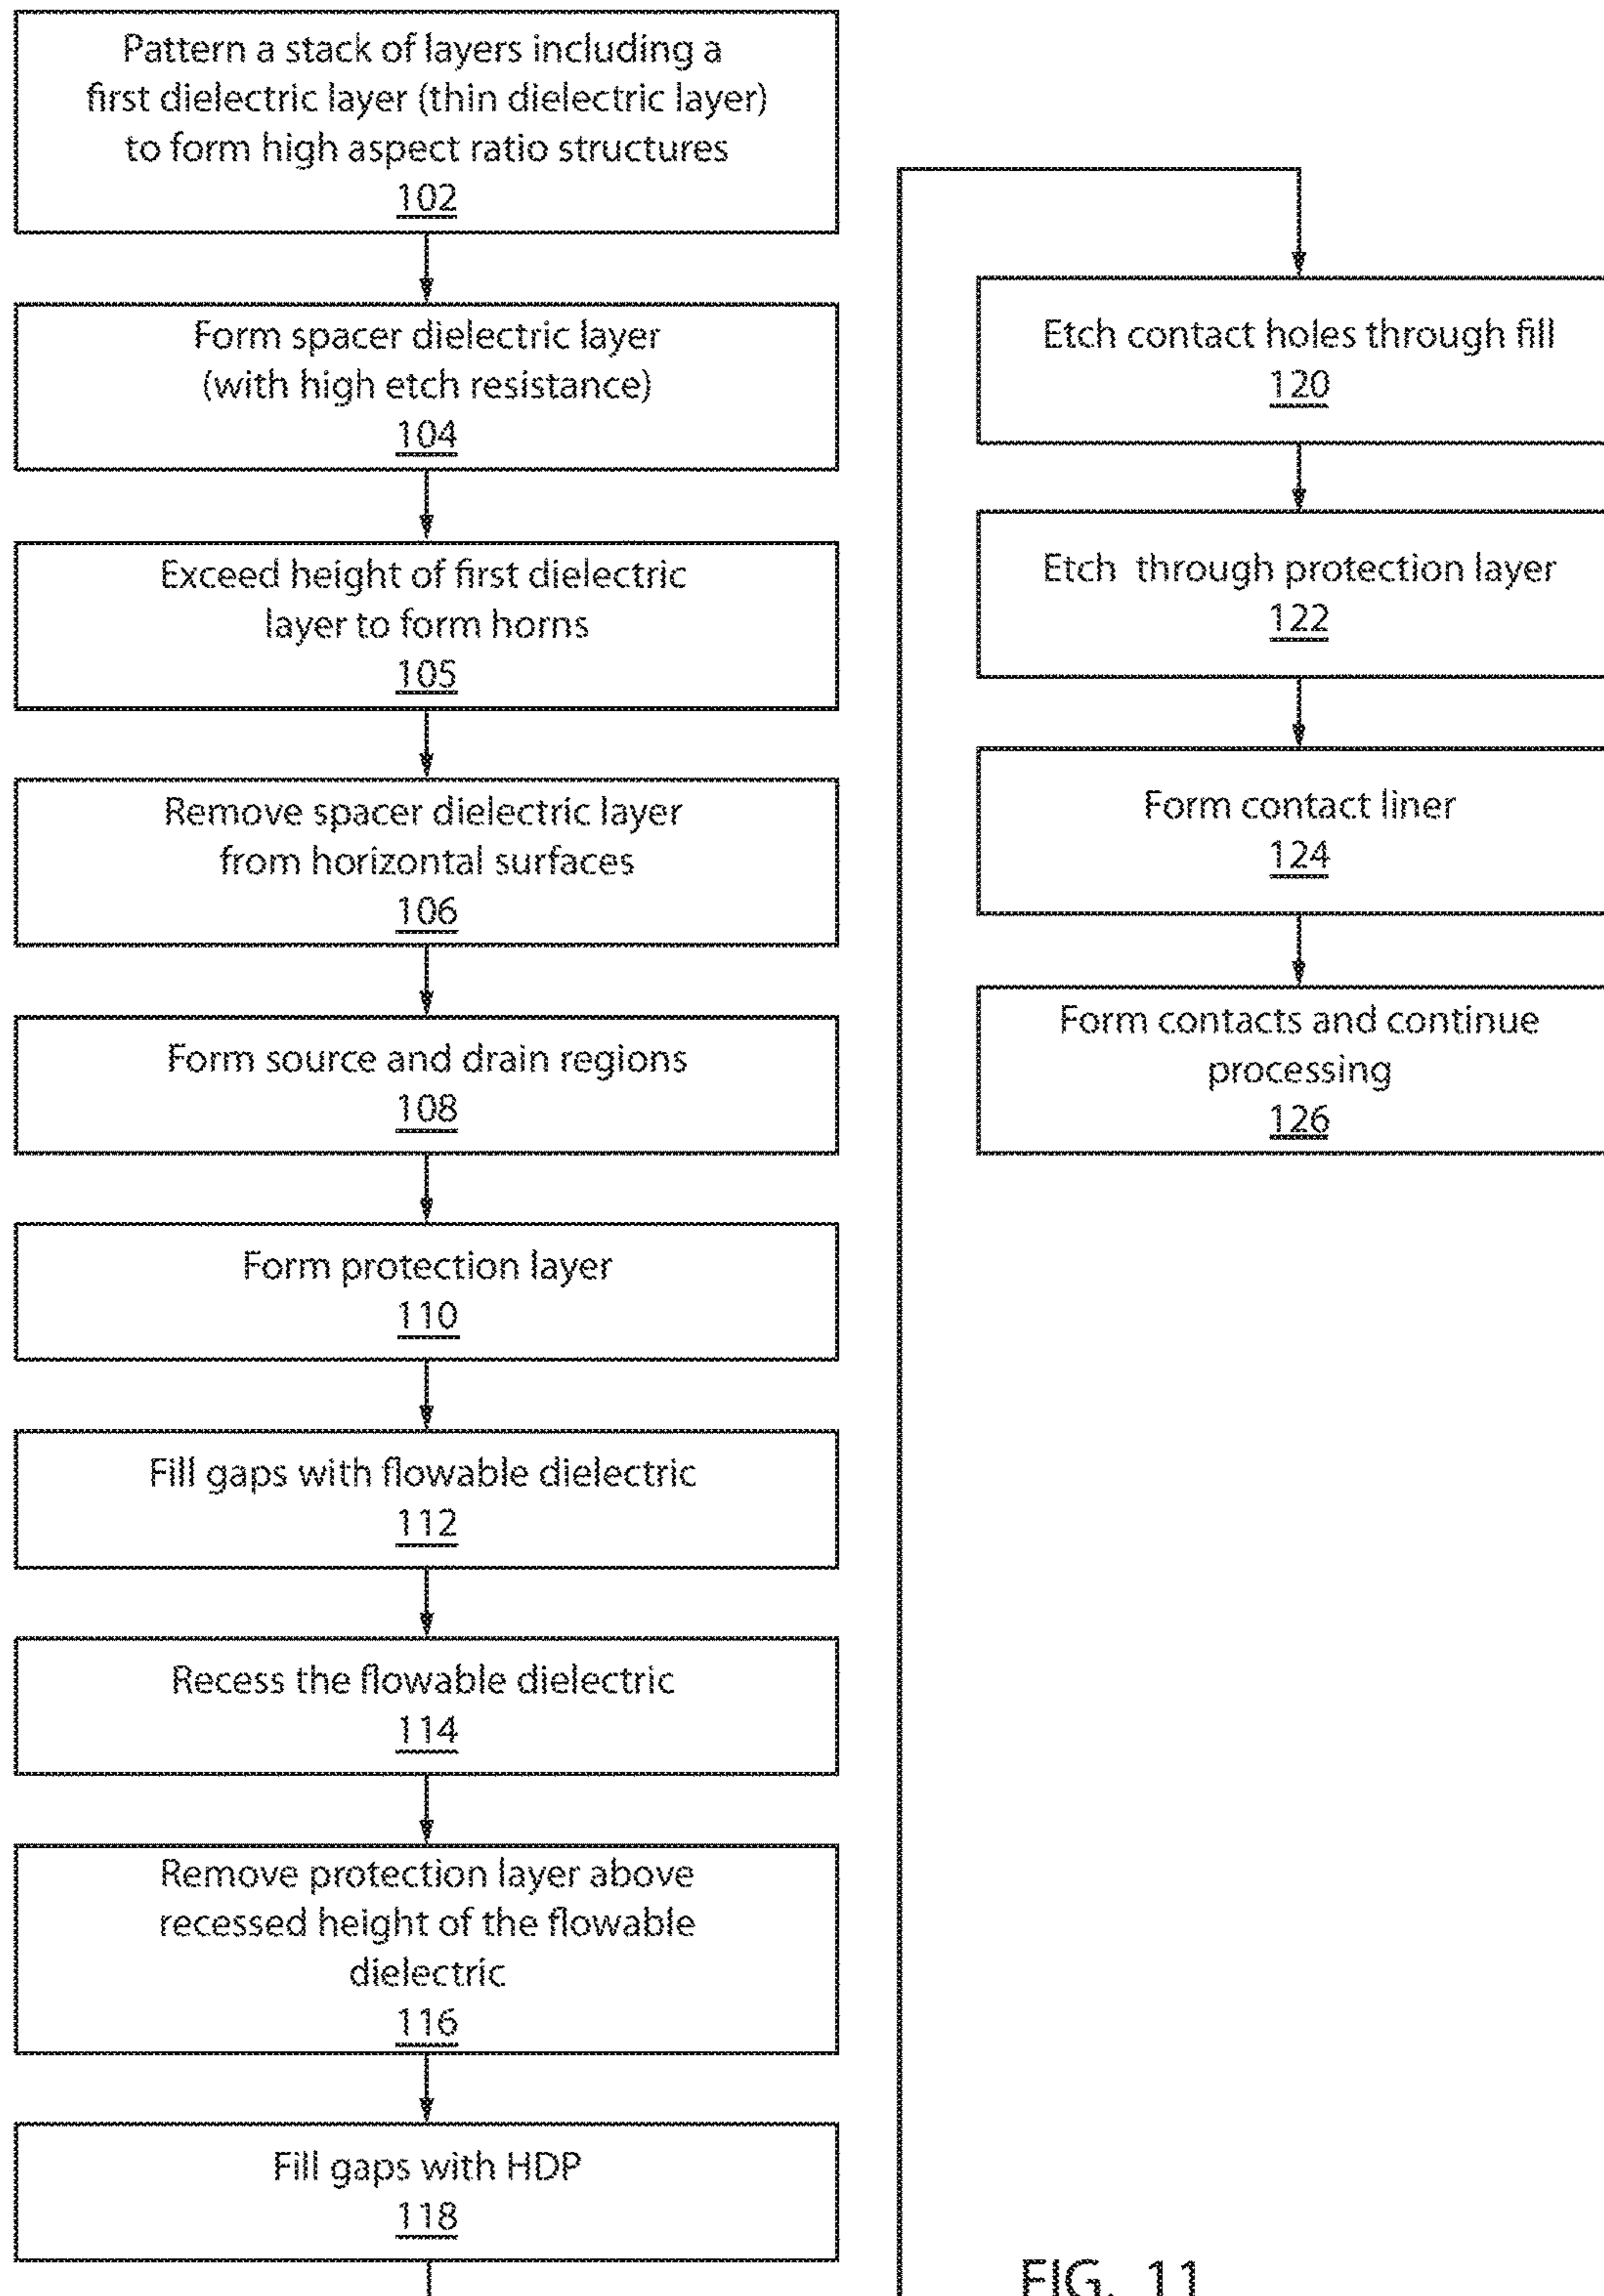 Pattern a stack of layers including a
first dielectric layer (thin dielectric layer)
to form high aspect ratio structures
102
Form spacer dielectric layer
(with high etch resistance)
104
Exceed height of first dielectric
layer to form horns
105
Remove spacer dielectric layer
from horizontal surfaces
106
Form source and drain regions
108
Form protection layer
110
Fill gaps with flowable dielectric
112
Recess the flowable dielectric
114
Remove protection layer above
recessed height of the flowable
dielectric
116
Fill gaps with HDP
118
Etch contact holes through fill
120
Etch through protection layer
122
Form contact liner
124
Form contacts and continue
processing
126
FIG. 11